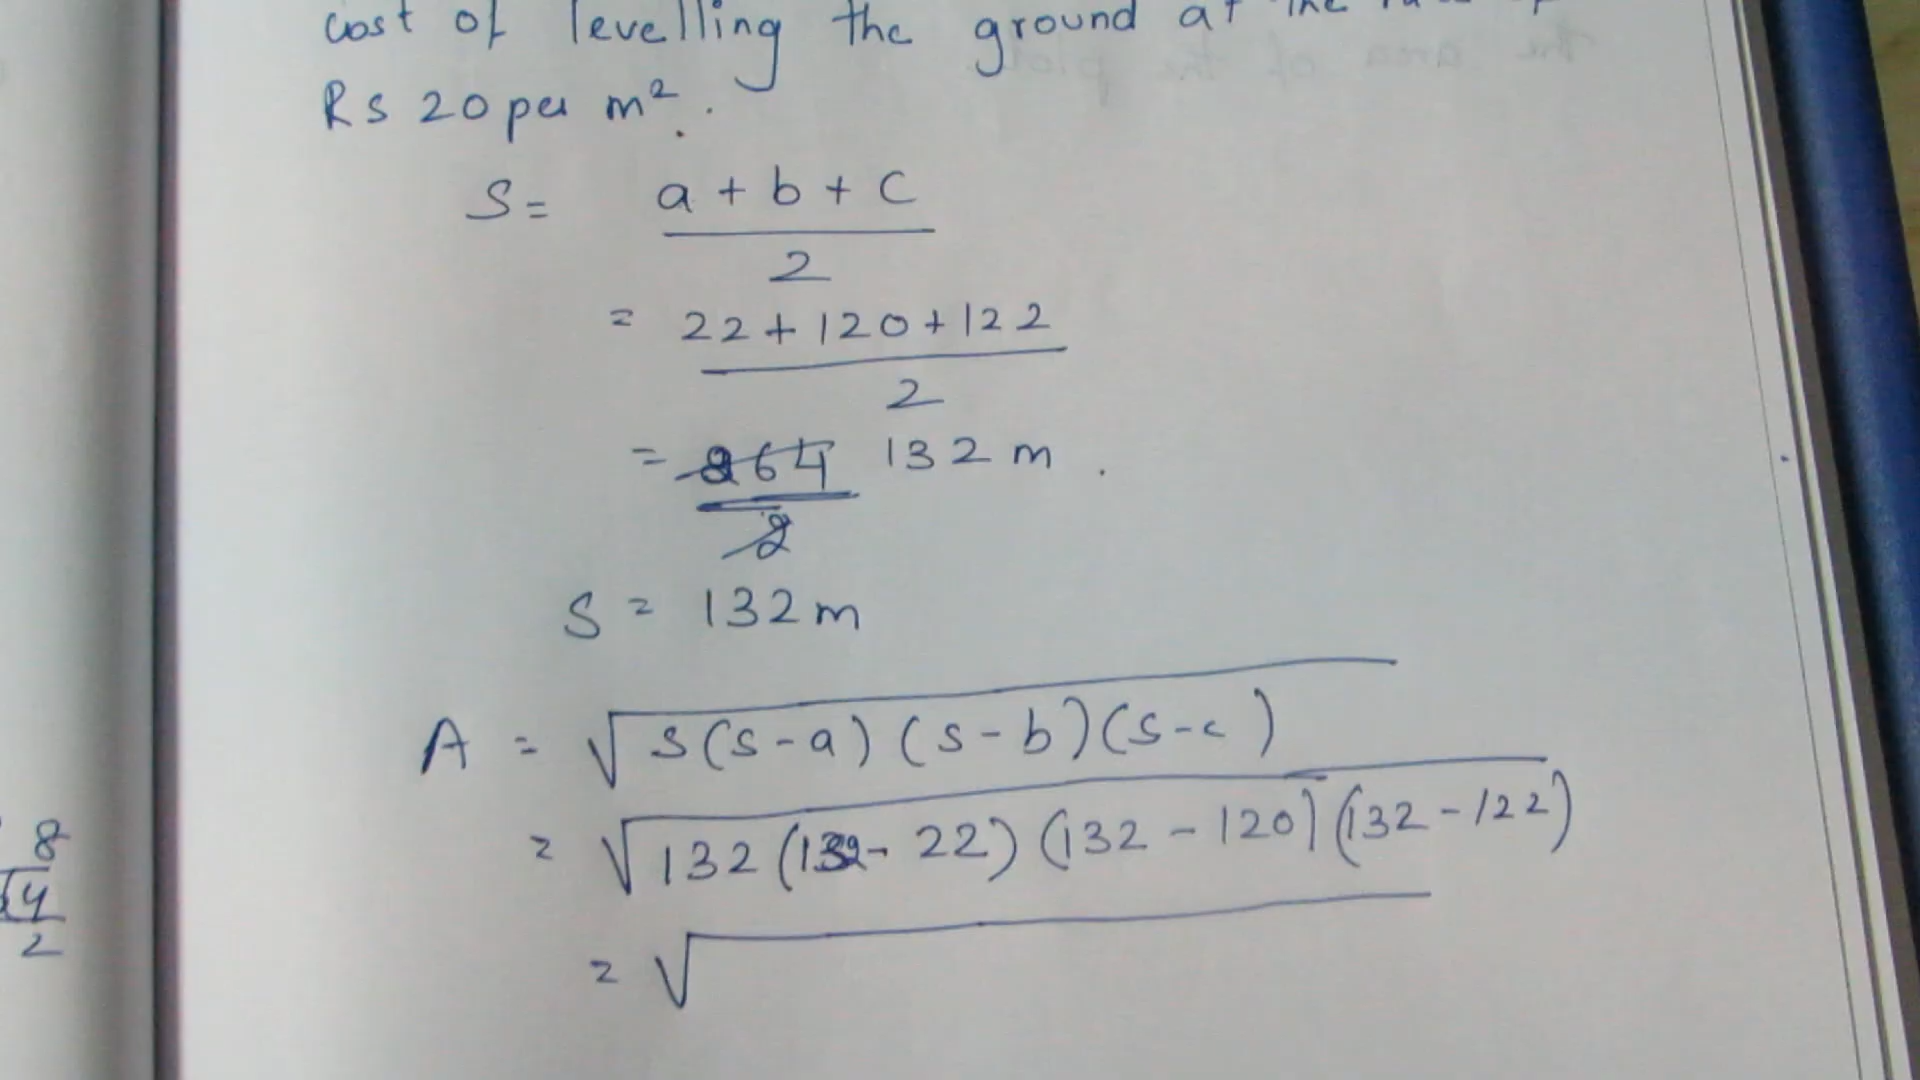 cost of levelling the ground at the
Rs 20 per m².
S = a + b + c
2
= 22 + 120 + 122
2
= 264 132 m .
2
S = 132 m
A = √ s(s-a) (s-b) (s-c)
= √ 132 (132 - 22) (132 - 120) (132 - 122)
= √
8
4
2